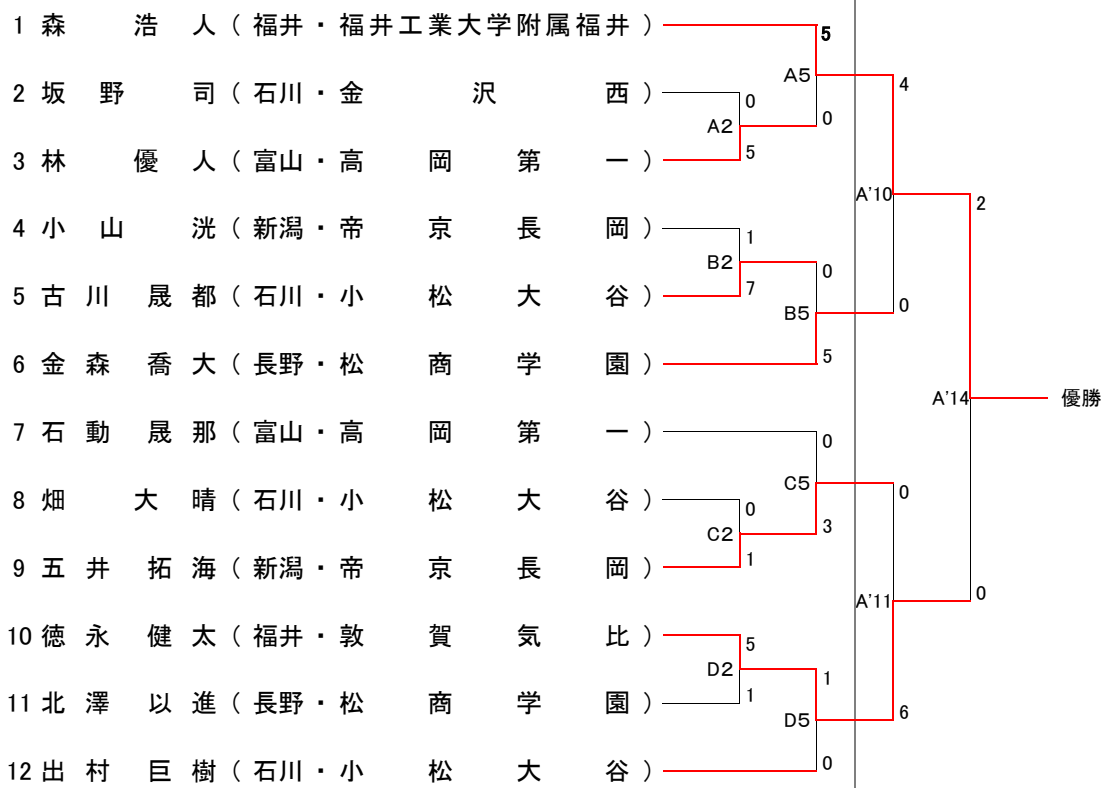 1 森 浩 人 ( 福井・福井工業大学附属福井 )
5
A5
4
2 坂 野 司 ( 石川・金 沢 西 )
0
A2
0
3 林 優 人 ( 富山・高 岡 第 一 )
5
A'10
2
4 小 山 洸 ( 新潟・帝 京 長 岡 )
1
B2
0
5 古 川 晟 都 ( 石川・小 松 大 谷 )
7
B5
0
6 金 森 喬 大 ( 長野・松 商 学 園 )
5
A'14
優勝
7 石 動 晟 那 ( 富山・高 岡 第 一 )
0
C5
0
8 畑 大 晴 ( 石川・小 松 大 谷 )
0
C2
3
9 五 井 拓 海 ( 新潟・帝 京 長 岡 )
1
A'11
0
10 徳 永 健 太 ( 福井・敦 賀 気 比 )
5
D2
1
11 北 澤 以 進 ( 長野・松 商 学 園 )
1
D5
6
12 出 村 巨 樹 ( 石川・小 松 大 谷 )
0